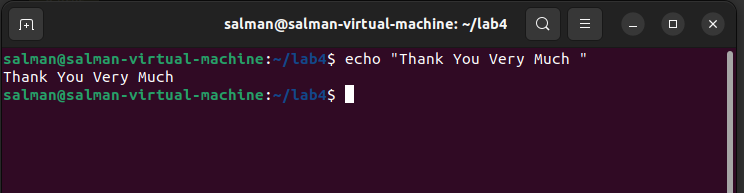 salman@salman-virtual-machine: ~/lab4
salman@salman-virtual-machine:~/lab4$ echo "Thank You Very Much "
Thank You Very Much
salman@salman-virtual-machine:~/lab4$